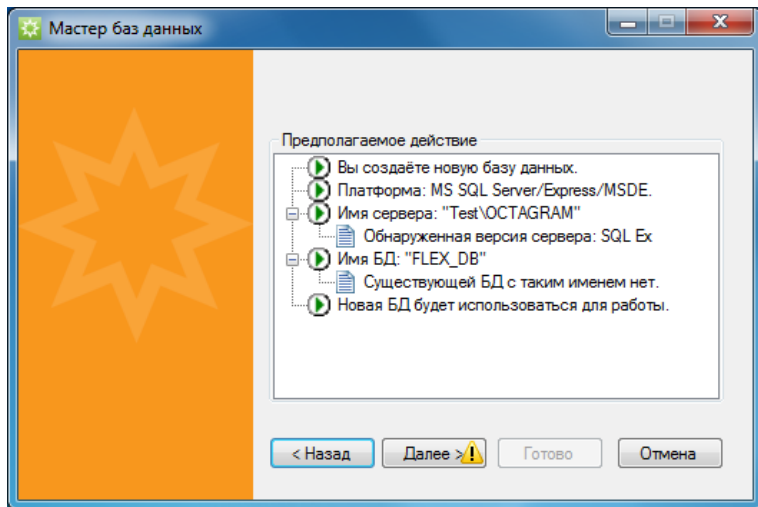 Мастер баз данных
Предполагаемое действие
Вы создаёте новую базу данных.
Платформа: MS SQL Server/Express/MSDE.
Имя сервера: "Test\OCTAGRAM"
Обнаруженная версия сервера: SQL Ex
Имя БД: "FLEX_DB"
Существующей БД с таким именем нет.
Новая БД будет использоваться для работы.
< Назад
Далее >
Готово
Отмена